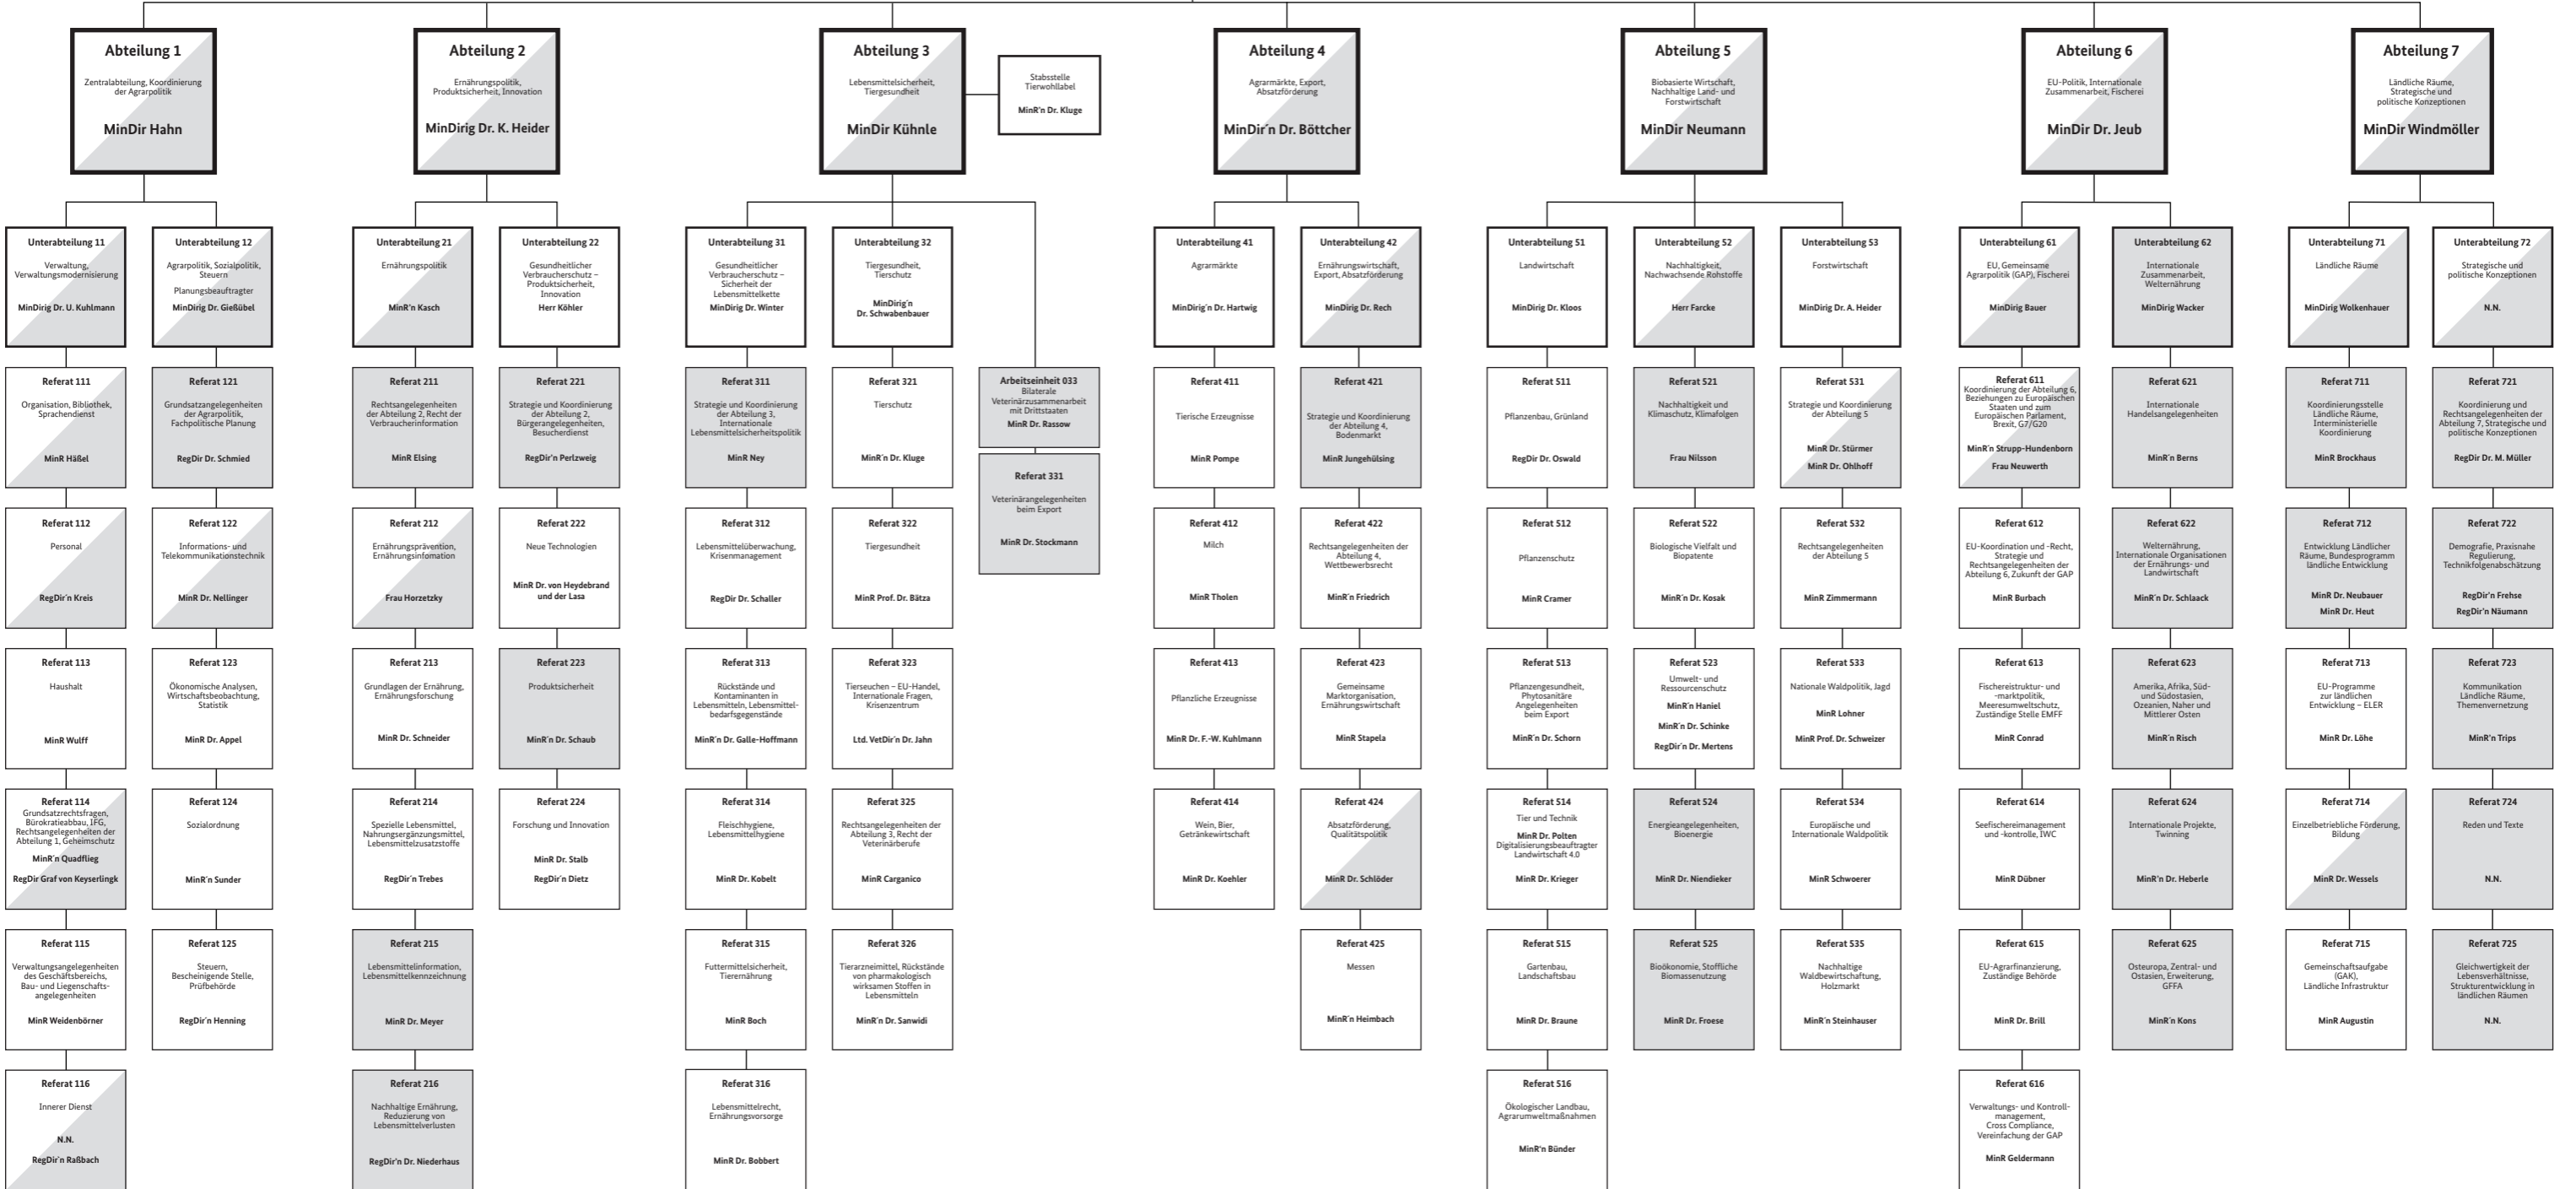 Abteilung 1
Zentralabteilung, Koordinierung
der Agrarpolitik
MinDir Hahn
Abteilung 2
Ernährungspolitik,
Produktsicherheit, Innovation
MinDirig Dr. K. Heider
Abteilung 3
Lebensmittelsicherheit,
Tiergesundheit
MinDir Kühnle
Stabsstelle
Tierwohllabel
MinR'n Dr. Kluge
Abteilung 4
Agrarmärkte, Export,
Absatzförderung
MinDir´n Dr. Böttcher
Abteilung 5
Biobasierte Wirtschaft,
Nachhaltige Land- und
Forstwirtschaft
MinDir Neumann
Abteilung 6
EU-Politik, Internationale
Zusammenarbeit, Fischerei
MinDir Dr. Jeub
Abteilung 7
Ländliche Räume,
Strategische und
politische Konzeptionen
MinDir Windmöller
Unterabteilung 11
Verwaltung,
Verwaltungsmodernisierung
MinDirig Dr. U. Kuhlmann
Unterabteilung 12
Agrarpolitik, Sozialpolitik,
Steuern
Planungsbeauftragter
MinDirig Dr. Gießübel
Unterabteilung 21
Ernährungspolitik
MinR'n Kasch
Unterabteilung 22
Gesundheitlicher
Verbraucherschutz –
Produktsicherheit,
Innovation
Herr Köhler
Unterabteilung 31
Gesundheitlicher
Verbraucherschutz –
Sicherheit der
Lebensmittelkette
MinDirig Dr. Winter
Unterabteilung 32
Tiergesundheit,
Tierschutz
MinDirig´n
Dr. Schwabenbauer
Unterabteilung 41
Agrarmärkte
MinDirig´n Dr. Hartwig
Unterabteilung 42
Ernährungswirtschaft,
Export, Absatzförderung
MinDirig Dr. Rech
Unterabteilung 51
Landwirtschaft
MinDirig Dr. Kloos
Unterabteilung 52
Nachhaltigkeit,
Nachwachsende Rohstoffe
Herr Farcke
Unterabteilung 53
Forstwirtschaft
MinDirig Dr. A. Heider
Unterabteilung 61
EU, Gemeinsame
Agrarpolitik (GAP), Fischerei
MinDirig Bauer
Unterabteilung 62
Internationale
Zusammenarbeit,
Welternährung
MinDirig Wacker
Unterabteilung 71
Ländliche Räume
MinDirig Wolkenhauer
Unterabteilung 72
Strategische und
politische Konzeptionen
N.N.
Referat 111
Organisation, Bibliothek,
Sprachendienst
MinR Häßel
Referat 121
Grundsatzangelegenheiten
der Agrarpolitik,
Fachpolitische Planung
RegDir Dr. Schmied
Referat 211
Rechtsangelegenheiten
der Abteilung 2, Recht der
Verbraucherinformation
MinR Elsing
Referat 221
Strategie und Koordinierung
der Abteilung 2,
Bürgerangelegenheiten,
Besucherdienst
RegDir'n Perlzweig
Referat 311
Strategie und Koordinierung
der Abteilung 3,
Internationale
Lebensmittelsicherheitspolitik
MinR Ney
Referat 321
Tierschutz
MinR´n Dr. Kluge
Arbeitseinheit 033
Bilaterale
Veterinärzusammenarbeit
mit Drittstaaten
MinR Dr. Rassow
Referat 331
Veterinärangelegenheiten
beim Export
MinR Dr. Stockmann
Referat 411
Tierische Erzeugnisse
MinR Pompe
Referat 421
Strategie und Koordinierung
der Abteilung 4,
Bodenmarkt
MinR Jungehülsing
Referat 511
Pflanzenbau, Grünland
RegDir Dr. Oswald
Referat 521
Nachhaltigkeit und
Klimaschutz, Klimafolgen
Frau Nilsson
Referat 531
Strategie und Koordinierung
der Abteilung 5
MinR Dr. Stürmer
MinR Dr. Ohlhoff
Referat 611
Koordinierung der Abteilung 6,
Beziehungen zu Europäischen
Staaten und zum
Europäischen Parlament,
Brexit, G7/G20
MinR´n Strupp-Hundenborn
Frau Neuwerth
Referat 621
Internationale
Handelsangelegenheiten
MinR´n Berns
Referat 711
Koordinierungsstelle
Ländliche Räume,
Interministerielle
Koordinierung
MinR Brockhaus
Referat 721
Koordinierung und
Rechtsangelegenheiten der
Abteilung 7, Strategische und
politische Konzeptionen
RegDir Dr. M. Müller
Referat 112
Personal
RegDir´n Kreis
Referat 122
Informations- und
Telekommunikationstechnik
MinR Dr. Nellinger
Referat 212
Ernährungsprävention,
Ernährungsinfomation
Frau Horzetzky
Referat 222
Neue Technologien
MinR Dr. von Heydebrand
und der Lasa
Referat 312
Lebensmittelüberwachung,
Krisenmanagement
RegDir Dr. Schaller
Referat 322
Tiergesundheit
MinR Prof. Dr. Bätza
Referat 412
Milch
MinR Tholen
Referat 422
Rechtsangelegenheiten der
Abteilung 4,
Wettbewerbsrecht
MinR´n Friedrich
Referat 512
Pflanzenschutz
MinR Cramer
Referat 522
Biologische Vielfalt und
Biopatente
MinR´n Dr. Kosak
Referat 532
Rechtsangelegenheiten
der Abteilung 5
MinR Zimmermann
Referat 612
EU-Koordination und -Recht,
Strategie und
Rechtsangelegenheiten der
Abteilung 6, Zukunft der GAP
MinR Burbach
Referat 622
Welternährung,
Internationale Organisationen
der Ernährungs- und
Landwirtschaft
MinR´n Dr. Schlaack
Referat 712
Entwicklung Ländlicher
Räume, Bundesprogramm
ländliche Entwicklung
MinR Dr. Neubauer
MinR Dr. Heut
Referat 722
Demografie, Praxisnahe
Regulierung,
Technikfolgenabschätzung
RegDir'n Frehse
RegDir'n Näumann
Referat 113
Haushalt
MinR Wulff
Referat 123
Ökonomische Analysen,
Wirtschaftsbeobachtung,
Statistik
MinR Dr. Appel
Referat 213
Grundlagen der Ernährung,
Ernährungsforschung
MinR Dr. Schneider
Referat 223
Produktsicherheit
MinR´n Dr. Schaub
Referat 313
Rückstände und
Kontaminanten in
Lebensmitteln, Lebensmittel-
bedarfsgegenstände
MinR´n Dr. Galle-Hoffmann
Referat 323
Tierseuchen – EU-Handel,
Internationale Fragen,
Krisenzentrum
Ltd. VetDir´n Dr. Jahn
Referat 413
Pflanzliche Erzeugnisse
MinR Dr. F.-W. Kuhlmann
Referat 423
Gemeinsame
Marktorganisation,
Ernährungswirtschaft
MinR Stapela
Referat 513
Pflanzengesundheit,
Phytosanitäre
Angelegenheiten
beim Export
MinR´n Dr. Schorn
Referat 523
Umwelt- und
Ressourcenschutz
MinR´n Haniel
MinR´n Dr. Schinke
RegDir´n Dr. Mertens
Referat 533
Nationale Waldpolitik, Jagd
MinR Lohner
MinR Prof. Dr. Schweizer
Referat 613
Fischereistruktur- und
-marktpolitik,
Meeresumweltschutz,
Zuständige Stelle EMFF
MinR Conrad
Referat 623
Amerika, Afrika, Süd-
und Südostasien,
Ozeanien, Naher und
Mittlerer Osten
MinR´n Risch
Referat 713
EU-Programme
zur ländlichen
Entwicklung – ELER
MinR Dr. Löhe
Referat 723
Kommunikation
Ländliche Räume,
Themenvernetzung
MinR'n Trips
Referat 114
Grundsatzrechtsfragen,
Bürokratieabbau, IFG,
Rechtsangelegenheiten der
Abteilung 1, Geheimschutz
MinR´n Quadflieg
RegDir Graf von Keyserlingk
Referat 124
Sozialordnung
MinR´n Sunder
Referat 214
Spezielle Lebensmittel,
Nahrungsergänzungsmittel,
Lebensmittelzusatzstoffe
RegDir´n Trebes
Referat 224
Forschung und Innovation
MinR Dr. Stalb
RegDir´n Dietz
Referat 314
Fleischhygiene,
Lebensmittelhygiene
MinR Dr. Kobelt
Referat 325
Rechtsangelegenheiten der
Abteilung 3, Recht der
Veterinärberufe
MinR Carganico
Referat 414
Wein, Bier,
Getränkewirtschaft
MinR Dr. Koehler
Referat 424
Absatzförderung,
Qualitätspolitik
MinR Dr. Schlöder
Referat 514
Tier und Technik
MinR Dr. Polten
Digitalisierungsbeauftragter
Landwirtschaft 4.0
MinR Dr. Krieger
Referat 524
Energieangelegenheiten,
Bioenergie
MinR Dr. Niendieker
Referat 534
Europäische und
Internationale Waldpolitik
MinR Schwoerer
Referat 614
Seefischereimanagement
und -kontrolle, IWC
MinR Dübner
Referat 624
Internationale Projekte,
Twinning
MinR'n Dr. Heberle
Referat 714
Einzelbetriebliche Förderung,
Bildung
MinR Dr. Wessels
Referat 724
Reden und Texte
N.N.
Referat 115
Verwaltungsangelegenheiten
des Geschäftsbereichs,
Bau- und Liegenschafts-
angelegenheiten
MinR Weidenbörner
Referat 125
Steuern,
Bescheinigende Stelle,
Prüfbehörde
RegDir´n Henning
Referat 215
Lebensmittelinformation,
Lebensmittelkennzeichnung
MinR Dr. Meyer
Referat 315
Futtermittelsicherheit,
Tierernährung
MinR Boch
Referat 326
Tierarzneimittel, Rückstände
von pharmakologisch
wirksamen Stoffen in
Lebensmitteln
MinR´n Dr. Sanwidi
Referat 425
Messen
MinR´n Heimbach
Referat 515
Gartenbau,
Landschaftsbau
MinR Dr. Braune
Referat 525
Bioökonomie, Stoffliche
Biomassenutzung
MinR Dr. Froese
Referat 535
Nachhaltige
Waldbewirtschaftung,
Holzmarkt
MinR´n Steinhauser
Referat 615
EU-Agrarfinanzierung,
Zuständige Behörde
MinR Dr. Brill
Referat 625
Osteuropa, Zentral- und
Ostasien, Erweiterung,
GFFA
MinR´n Kons
Referat 715
Gemeinschaftsaufgabe
(GAK),
Ländliche Infrastruktur
MinR Augustin
Referat 725
Gleichwertigkeit der
Lebensverhältnisse,
Strukturentwicklung in
ländlichen Räumen
N.N.
Referat 116
Innerer Dienst
N.N.
RegDir´n Raßbach
Referat 216
Nachhaltige Ernährung,
Reduzierung von
Lebensmittelverlusten
RegDir'n Dr. Niederhaus
Referat 316
Lebensmittelrecht,
Ernährungsvorsorge
MinR Dr. Bobbert
Referat 516
Ökologischer Landbau,
Agrarumweltmaßnahmen
MinR'n Bünder
Referat 616
Verwaltungs- und Kontroll-
management,
Cross Compliance,
Vereinfachung der GAP
MinR Geldermann